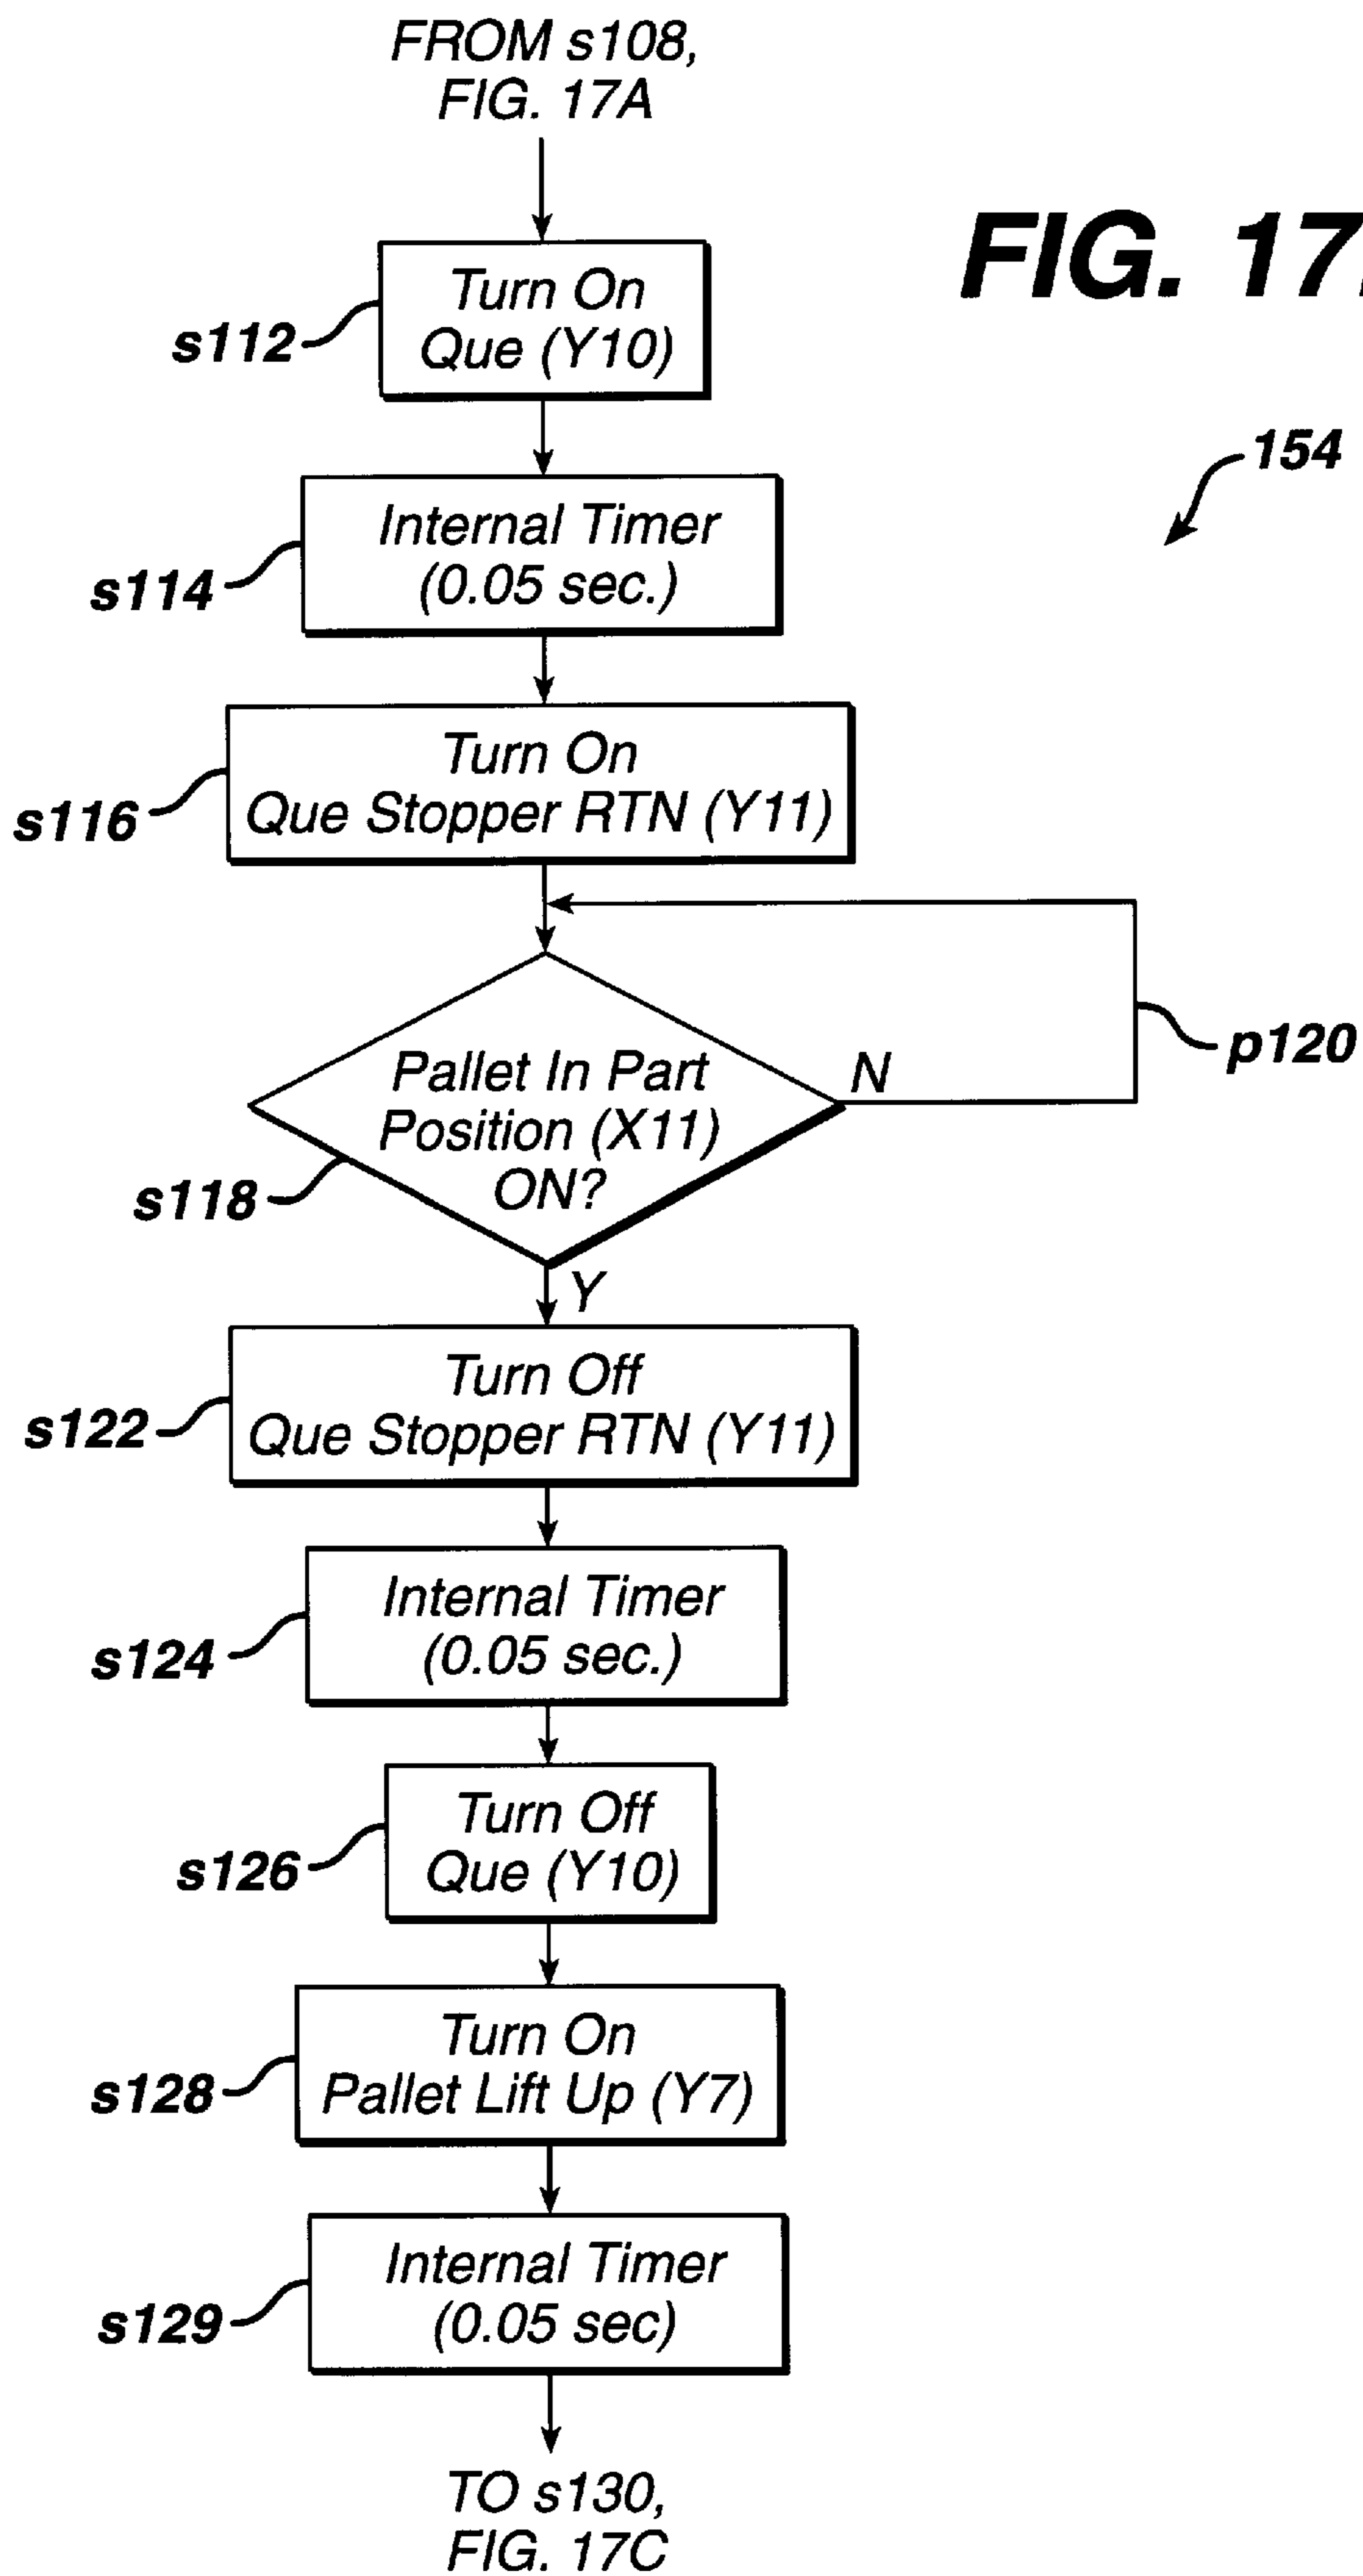 FROM s108,
FIG. 17A
FIG. 17
154
s112
Turn On
Que (Y10)
s114
Internal Timer
(0.05 sec.)
s116
Turn On
Que Stopper RTN (Y11)
p120
s118
Pallet In Part
Position (X11)
ON?
N
Y
s122
Turn Off
Que Stopper RTN (Y11)
s124
Internal Timer
(0.05 sec.)
s126
Turn Off
Que (Y10)
s128
Turn On
Pallet Lift Up (Y7)
s129
Internal Timer
(0.05 sec)
TO s130,
FIG. 17C